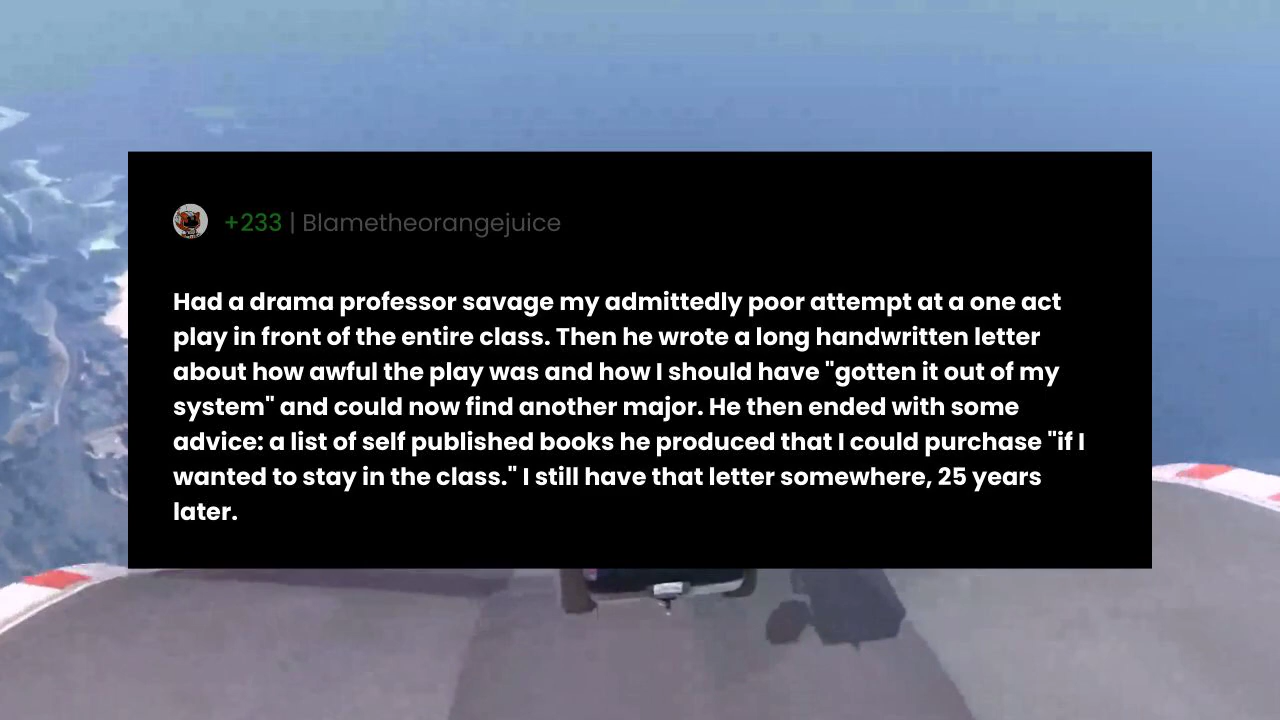 +233 | Blametheorangejuice
Had a drama professor savage my admittedly poor attempt at a one act
play in front of the entire class. Then he wrote a long handwritten letter
about how awful the play was and how I should have "gotten it out of my
system" and could now find another major. He then ended with some
advice: a list of self published books he produced that I could purchase "if I
wanted to stay in the class." I still have that letter somewhere, 25 years
later.